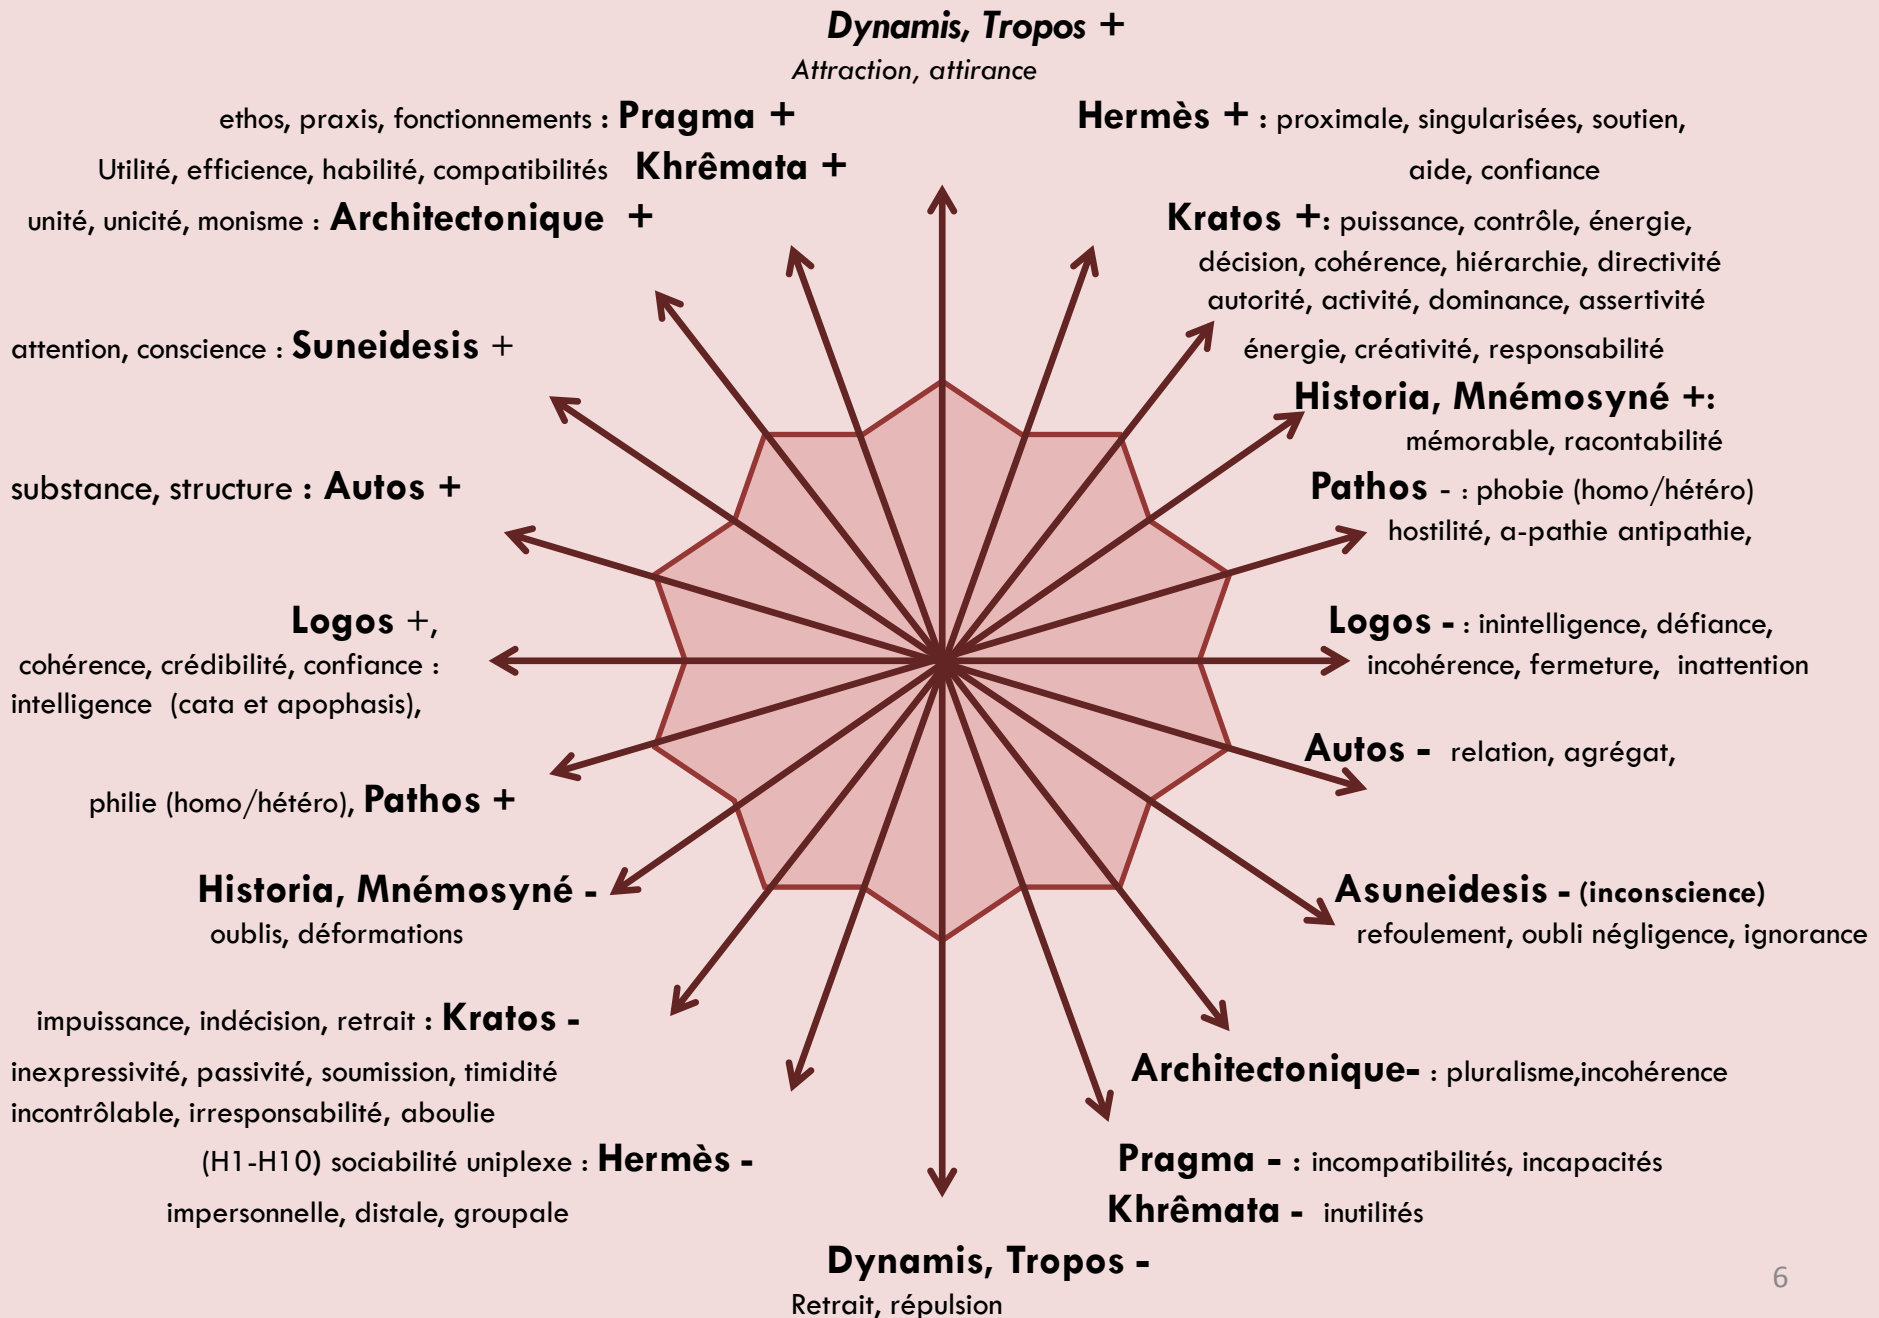 Dynamis, Tropos +
Attraction, attirance
ethos, praxis, fonctionnements : Pragma +
Hermès + : proximale, singularisées, soutien,
Utilité, efficience, habilité, compatibilités Khrêmata +
aide, confiance
unité, unicité, monisme : Architectonique +
Kratos +: puissance, contrôle, énergie,
décision, cohérence, hiérarchie, directivité
autorité, activité, dominance, assertivité
attention, conscience : Suneidesis +
énergie, créativité, responsabilité
Historia, Mnémosyné +:
mémorable, racontabilité
substance, structure : Autos +
Pathos - : phobie (homo/hétéro)
hostilité, a-pathie antipathie,
Logos +,
cohérence, crédibilité, confiance :
intelligence (cata et apophasis),
Logos - : inintelligence, défiance,
incohérence, fermeture, inattention
Autos - relation, agrégat,
philie (homo/hétéro), Pathos +
Historia, Mnémosyné -
oublis, déformations
Asuneidesis - (inconscience)
refoulement, oubli négligence, ignorance
impuissance, indécision, retrait : Kratos -
inexpressivité, passivité, soumission, timidité
incontrôlable, irresponsabilité, aboulie
Architectonique- : pluralisme,incohérence
(H1-H10) sociabilité uniplexe : Hermès -
impersonnelle, distale, groupale
Pragma - : incompatibilités, incapacités
Khrêmata - inutilités
Dynamis, Tropos -
Retrait, répulsion
6